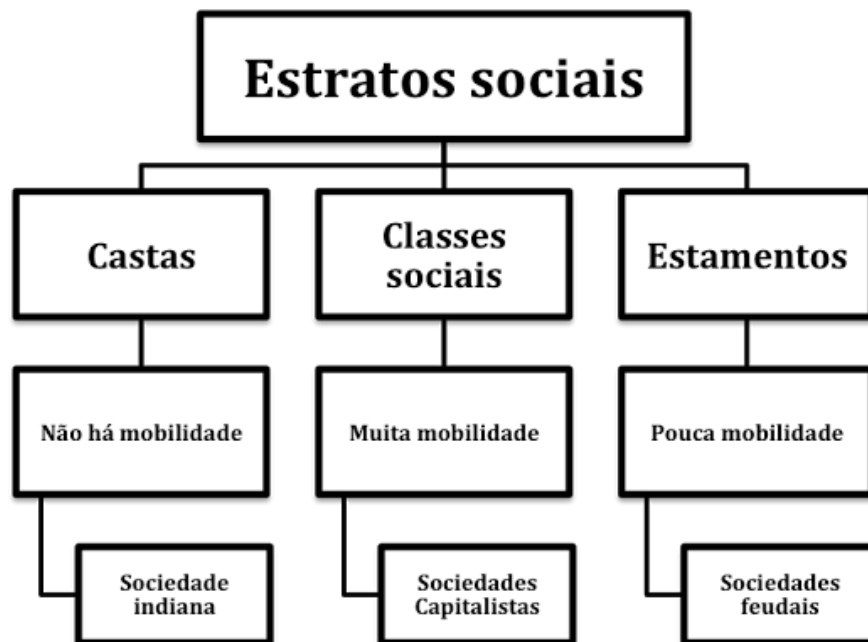 Estratos sociais
Castas
Classes
sociais
Estamentos
Não há mobilidade
Muita mobilidade
Pouca mobilidade
Sociedade
indiana
Sociedades
Capitalistas
Sociedades
feudais